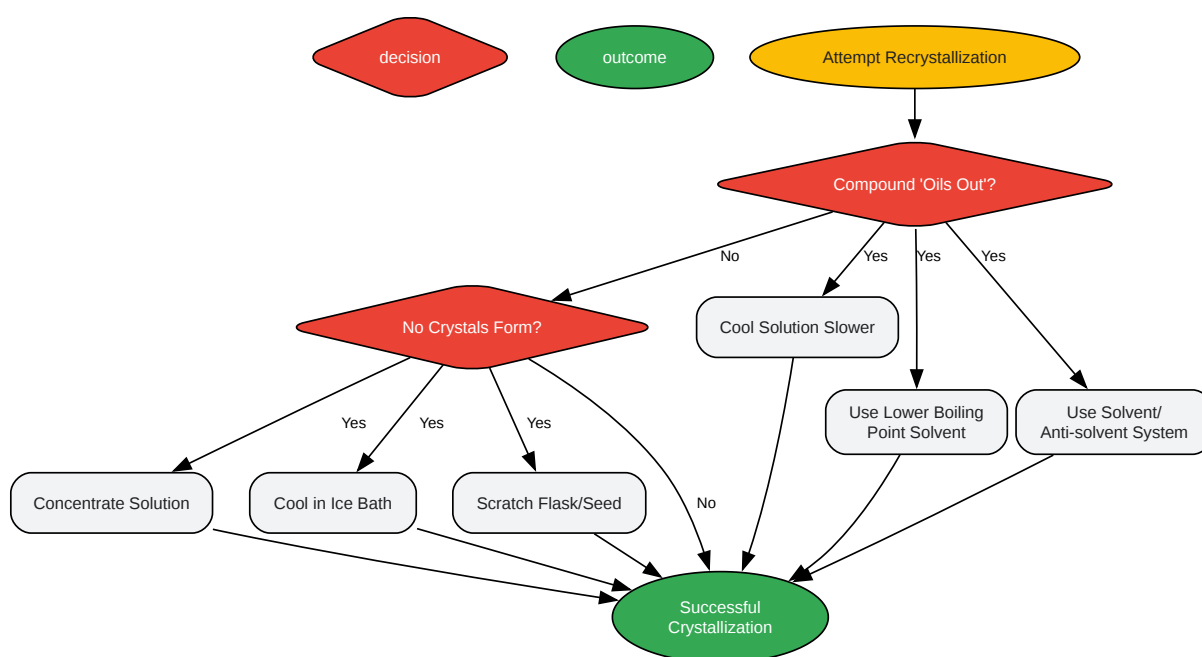 decision
outcome
Attempt Recrystallization
Compound 'Oils Out'?
No
Yes
Yes
Yes
No Crystals Form?
Cool Solution Slower
Use Lower Boiling
Point Solvent
Use Solvent/
Anti-solvent System
Yes
Yes
Yes
No
Concentrate Solution
Cool in Ice Bath
Scratch Flask/Seed
Successful
Crystallization